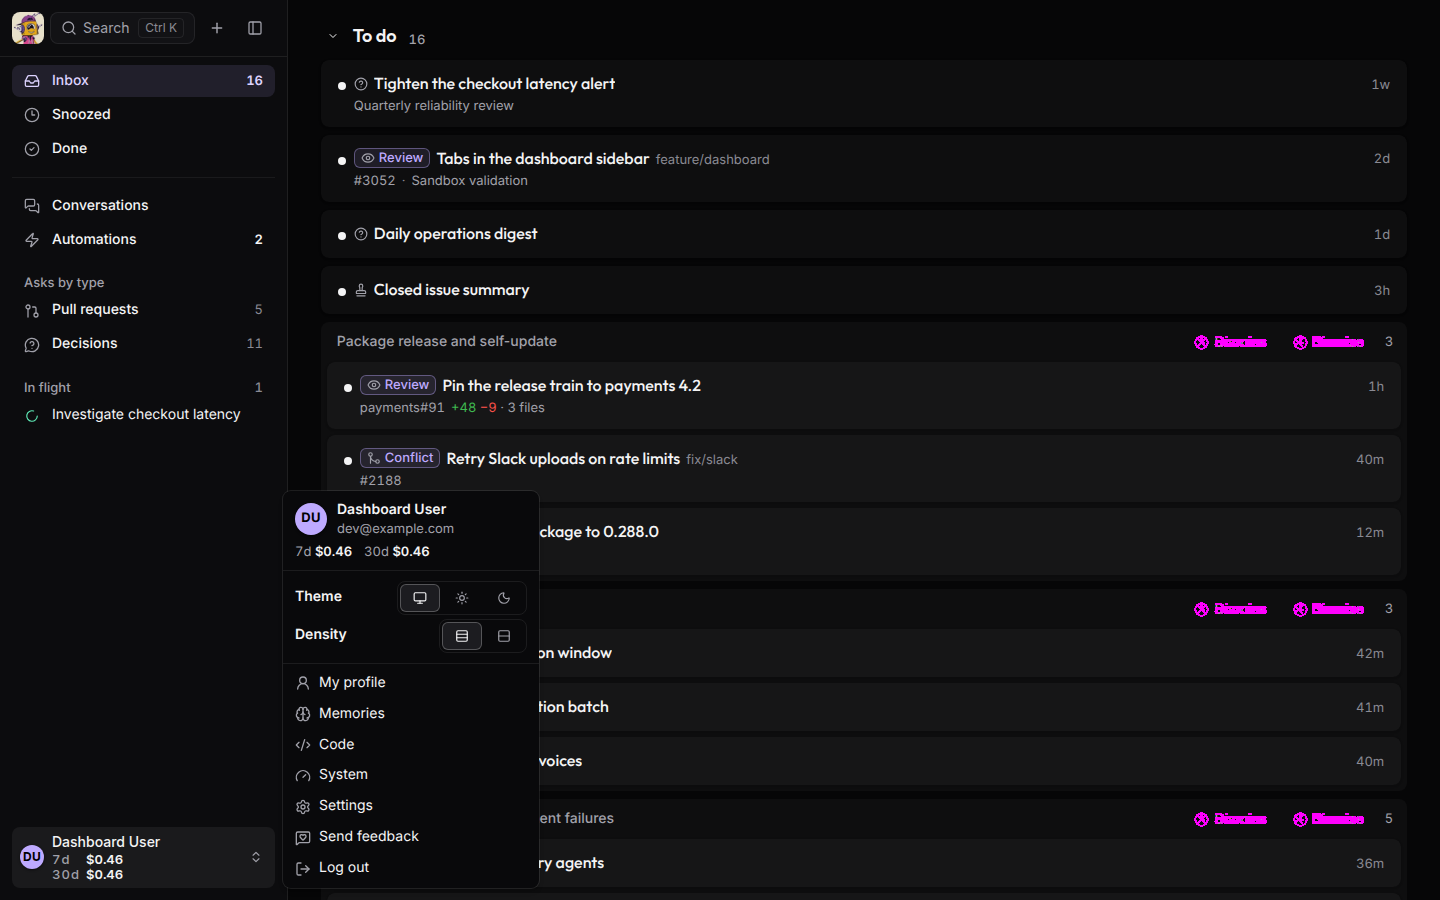 Search Ctrl K
Inbox 16
Snoozed
Done
Conversations
Automations 2
Asks by type
Pull requests 5
Decisions 11
In flight 1
Investigate checkout latency
Dashboard User
DU 7d $0.46
30d $0.46
To do 16
Tighten the checkout latency alert 1w
Quarterly reliability review
Review Tabs in the dashboard sidebar feature/dashboard 2d
#3052 · Sandbox validation
Daily operations digest 1d
Closed issue summary 3h
Package release and self-update 3
Review Pin the release train to payments 4.2 1h
payments#91 +48 −9 · 3 files
Conflict Retry Slack uploads on rate limits fix/slack 40m
#2188
ckage to 0.288.0 12m
3
on window 42m
tion batch 41m
voices 40m
ent failures 5
ry agents 36m
DU Dashboard User
dev@example.com
7d $0.46 30d $0.46
Theme
Density
My profile
Memories
Code
System
Settings
Send feedback
Log out